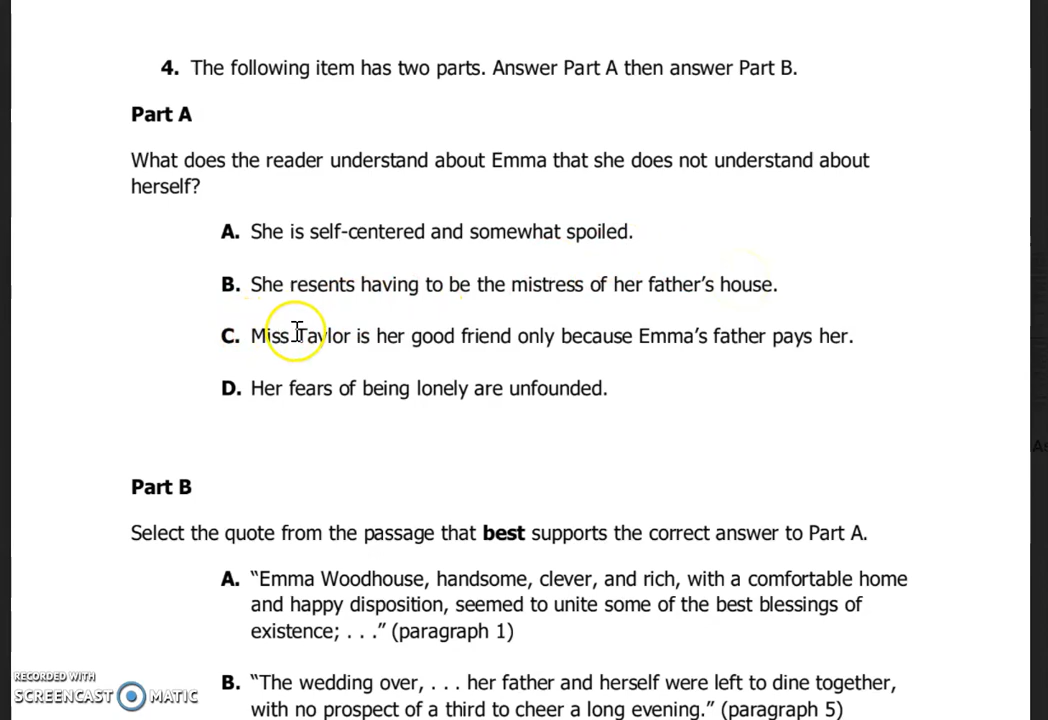 4. The following item has two parts. Answer Part A then answer Part B.
Part A
What does the reader understand about Emma that she does not understand about
herself?
A. She is self-centered and somewhat spoiled.
B. She resents having to be the mistress of her father’s house.
C. Miss Taylor is her good friend only because Emma’s father pays her.
D. Her fears of being lonely are unfounded.
Part B
Select the quote from the passage that best supports the correct answer to Part A.
A. “Emma Woodhouse, handsome, clever, and rich, with a comfortable home
and happy disposition, seemed to unite some of the best blessings of
existence; . . .” (paragraph 1)
B. “The wedding over, . . . her father and herself were left to dine together,
with no prospect of a third to cheer a long evening.” (paragraph 5)
RECORDED WITH
SCREENCAST MATIC
As